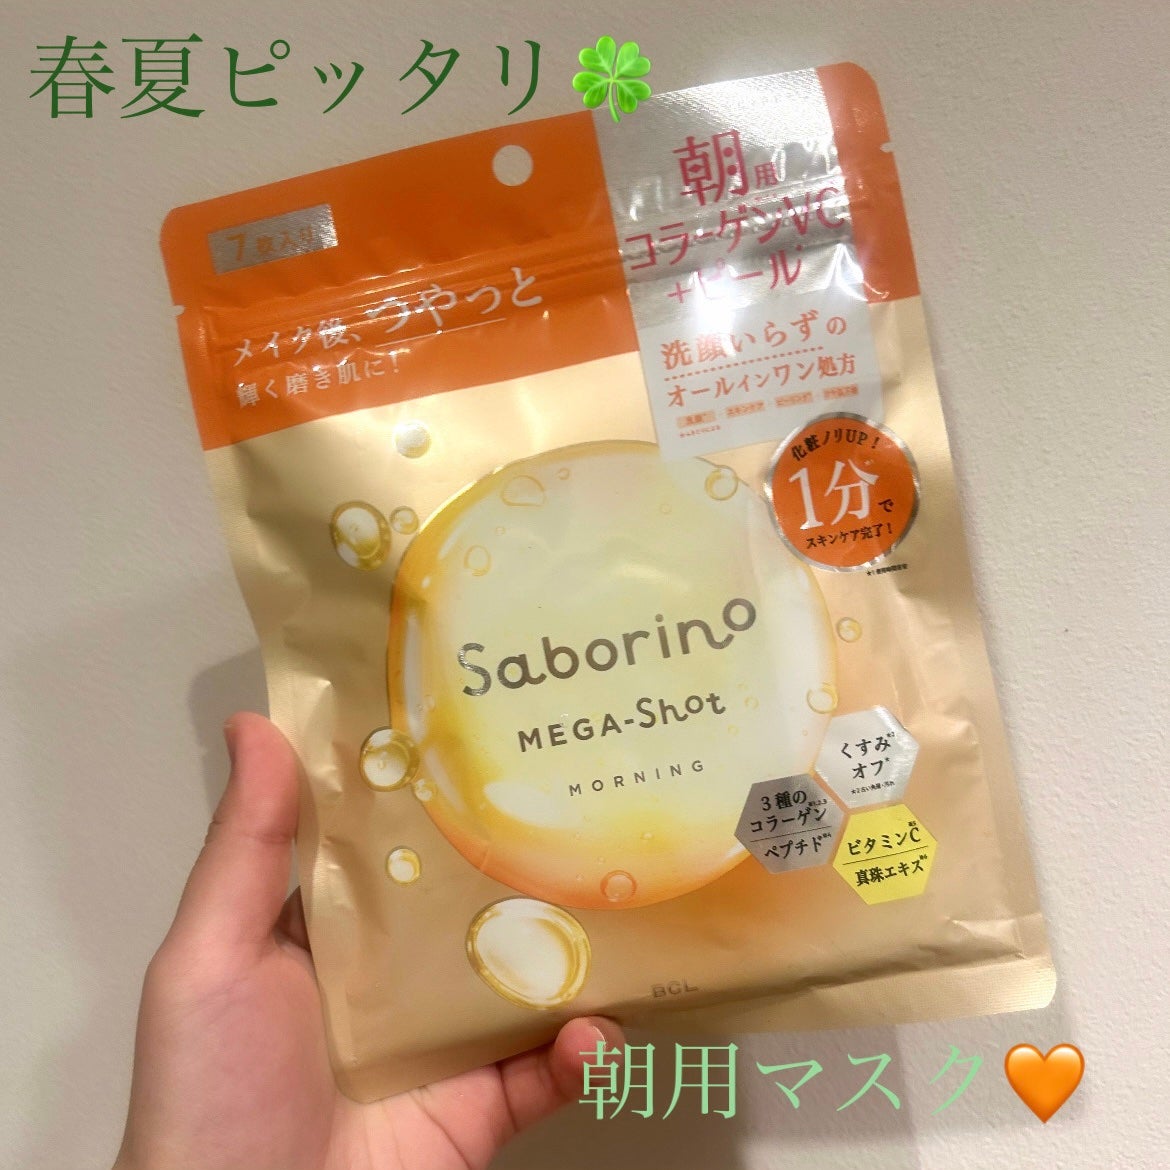 春夏ピッタリ🍀
7枚入り
メイク後、つやっと
輝く磨き肌に!
朝用
コラーゲンVC
+ピール
洗顔いらずの
オールインワン処方
化粧ノリUP!
1分で
スキンケア完了!
Saborino
MEGA-Shot
MORNING
くすみ※2
オフ*
3種の
コラーゲン
ペプチド
ビタミンC
真珠エキス
BCL
朝用マスク🧡